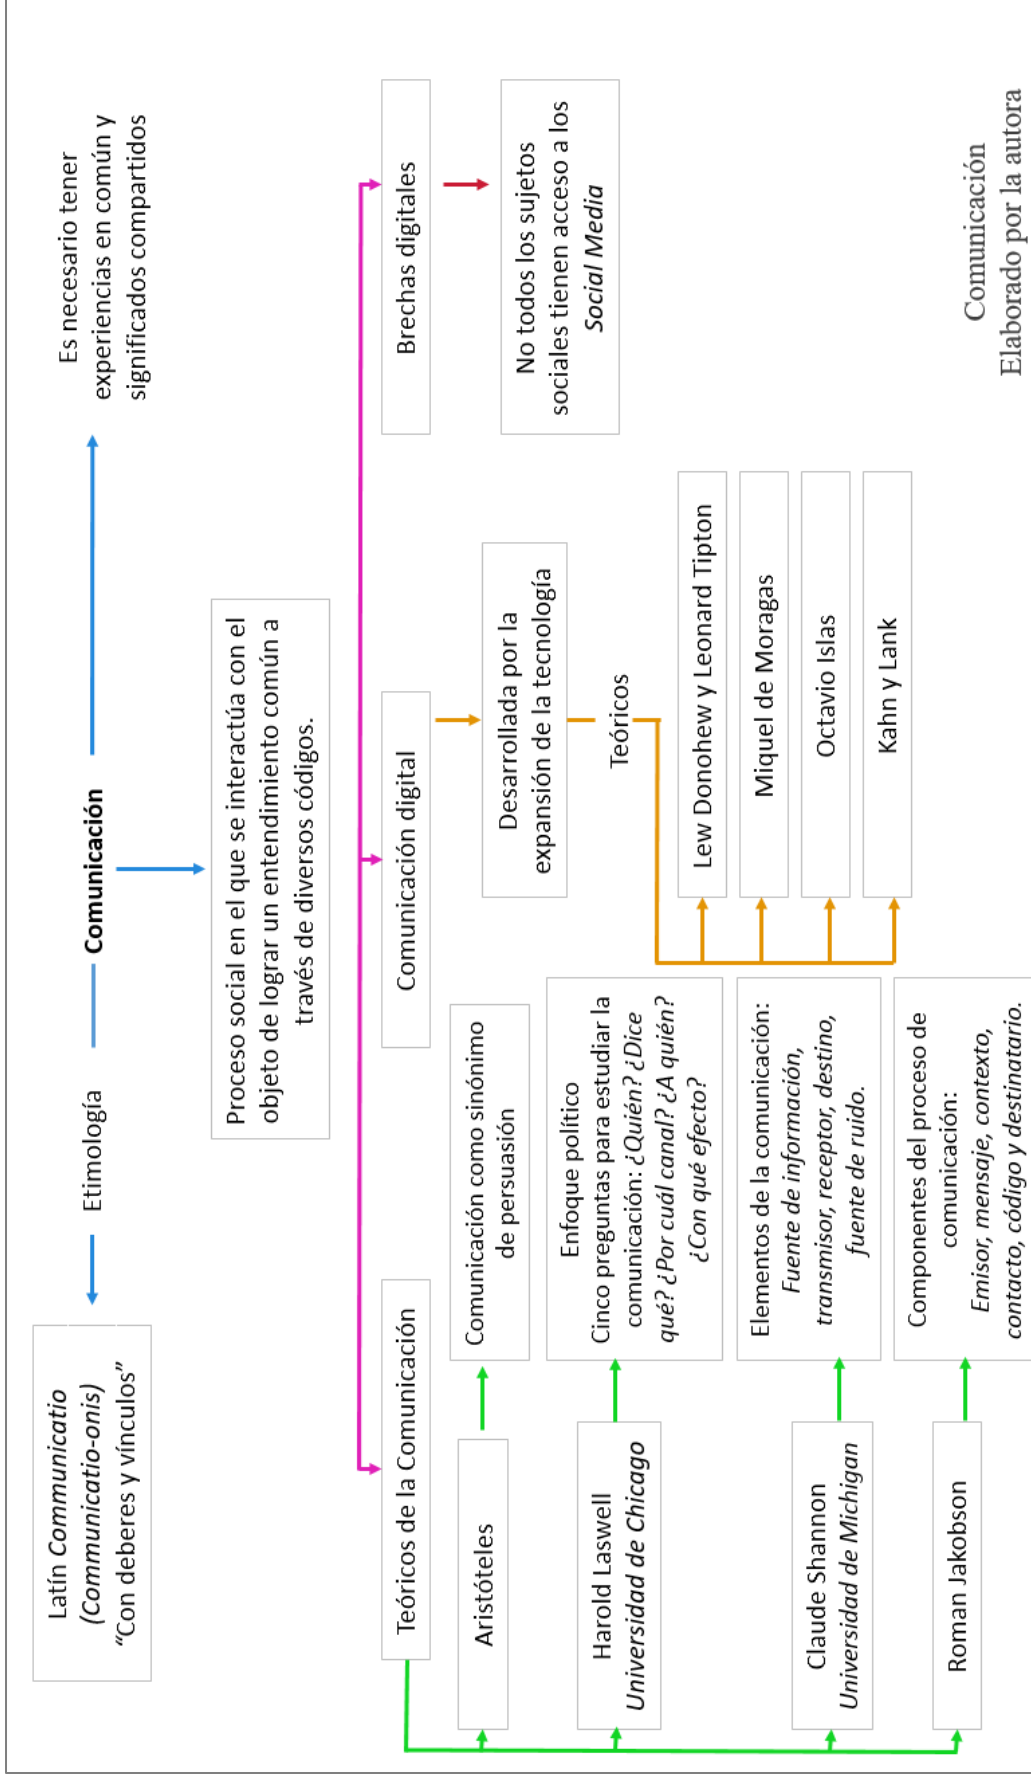 Latín Communicatio
(Communicatio-onis)
“Con deberes y vínculos”
Etimología
Comunicación
Es necesario tener
experiencias en común y
significados compartidos
Proceso social en el que se interactúa con el
objeto de lograr un entendimiento común a
través de diversos códigos.
Teóricos de la Comunicación
Aristóteles
Comunicación como sinónimo
de persuasión
Harold Laswell
Universidad de Chicago
Enfoque político
Cinco preguntas para estudiar la
comunicación: ¿Quién? ¿Dice
qué? ¿Por cuál canal? ¿A quién?
¿Con qué efecto?
Claude Shannon
Universidad de Michigan
Elementos de la comunicación:
Fuente de información,
transmisor, receptor, destino,
fuente de ruido.
Roman Jakobson
Componentes del proceso de
comunicación:
Emisor, mensaje, contexto,
contacto, código y destinatario.
Comunicación digital
Desarrollada por la
expansión de la tecnología
Teóricos
Lew Donohew y Leonard Tipton
Miquel de Moragas
Octavio Islas
Kahn y Lank
Brechas digitales
No todos los sujetos
sociales tienen acceso a los
Social Media
Comunicación
Elaborado por la autora